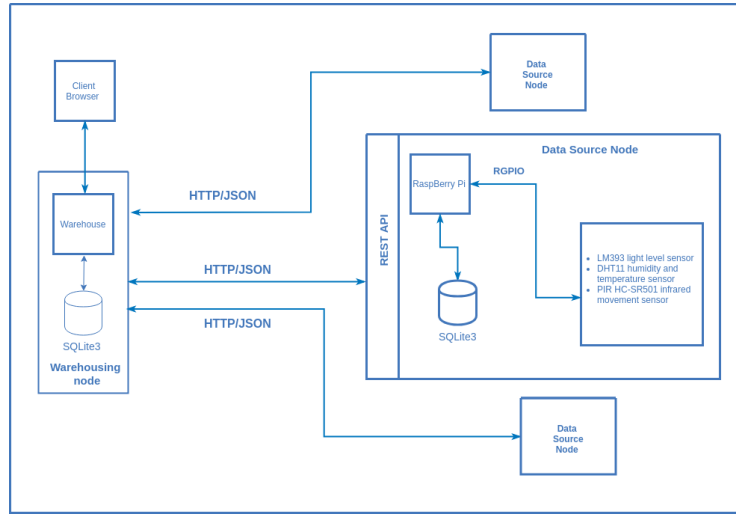 Client
Browser
Warehouse
SQLite3
Warehousing
node
HTTP/JSON
HTTP/JSON
HTTP/JSON
Data
Source
Node
REST API
Data Source Node
RaspBerry Pi
RGPIO
SQLite3
LM393 light level sensor
DHT11 humidity and
temperature sensor
PIR HC-SR501 infrared
movement sensor
Data
Source
Node